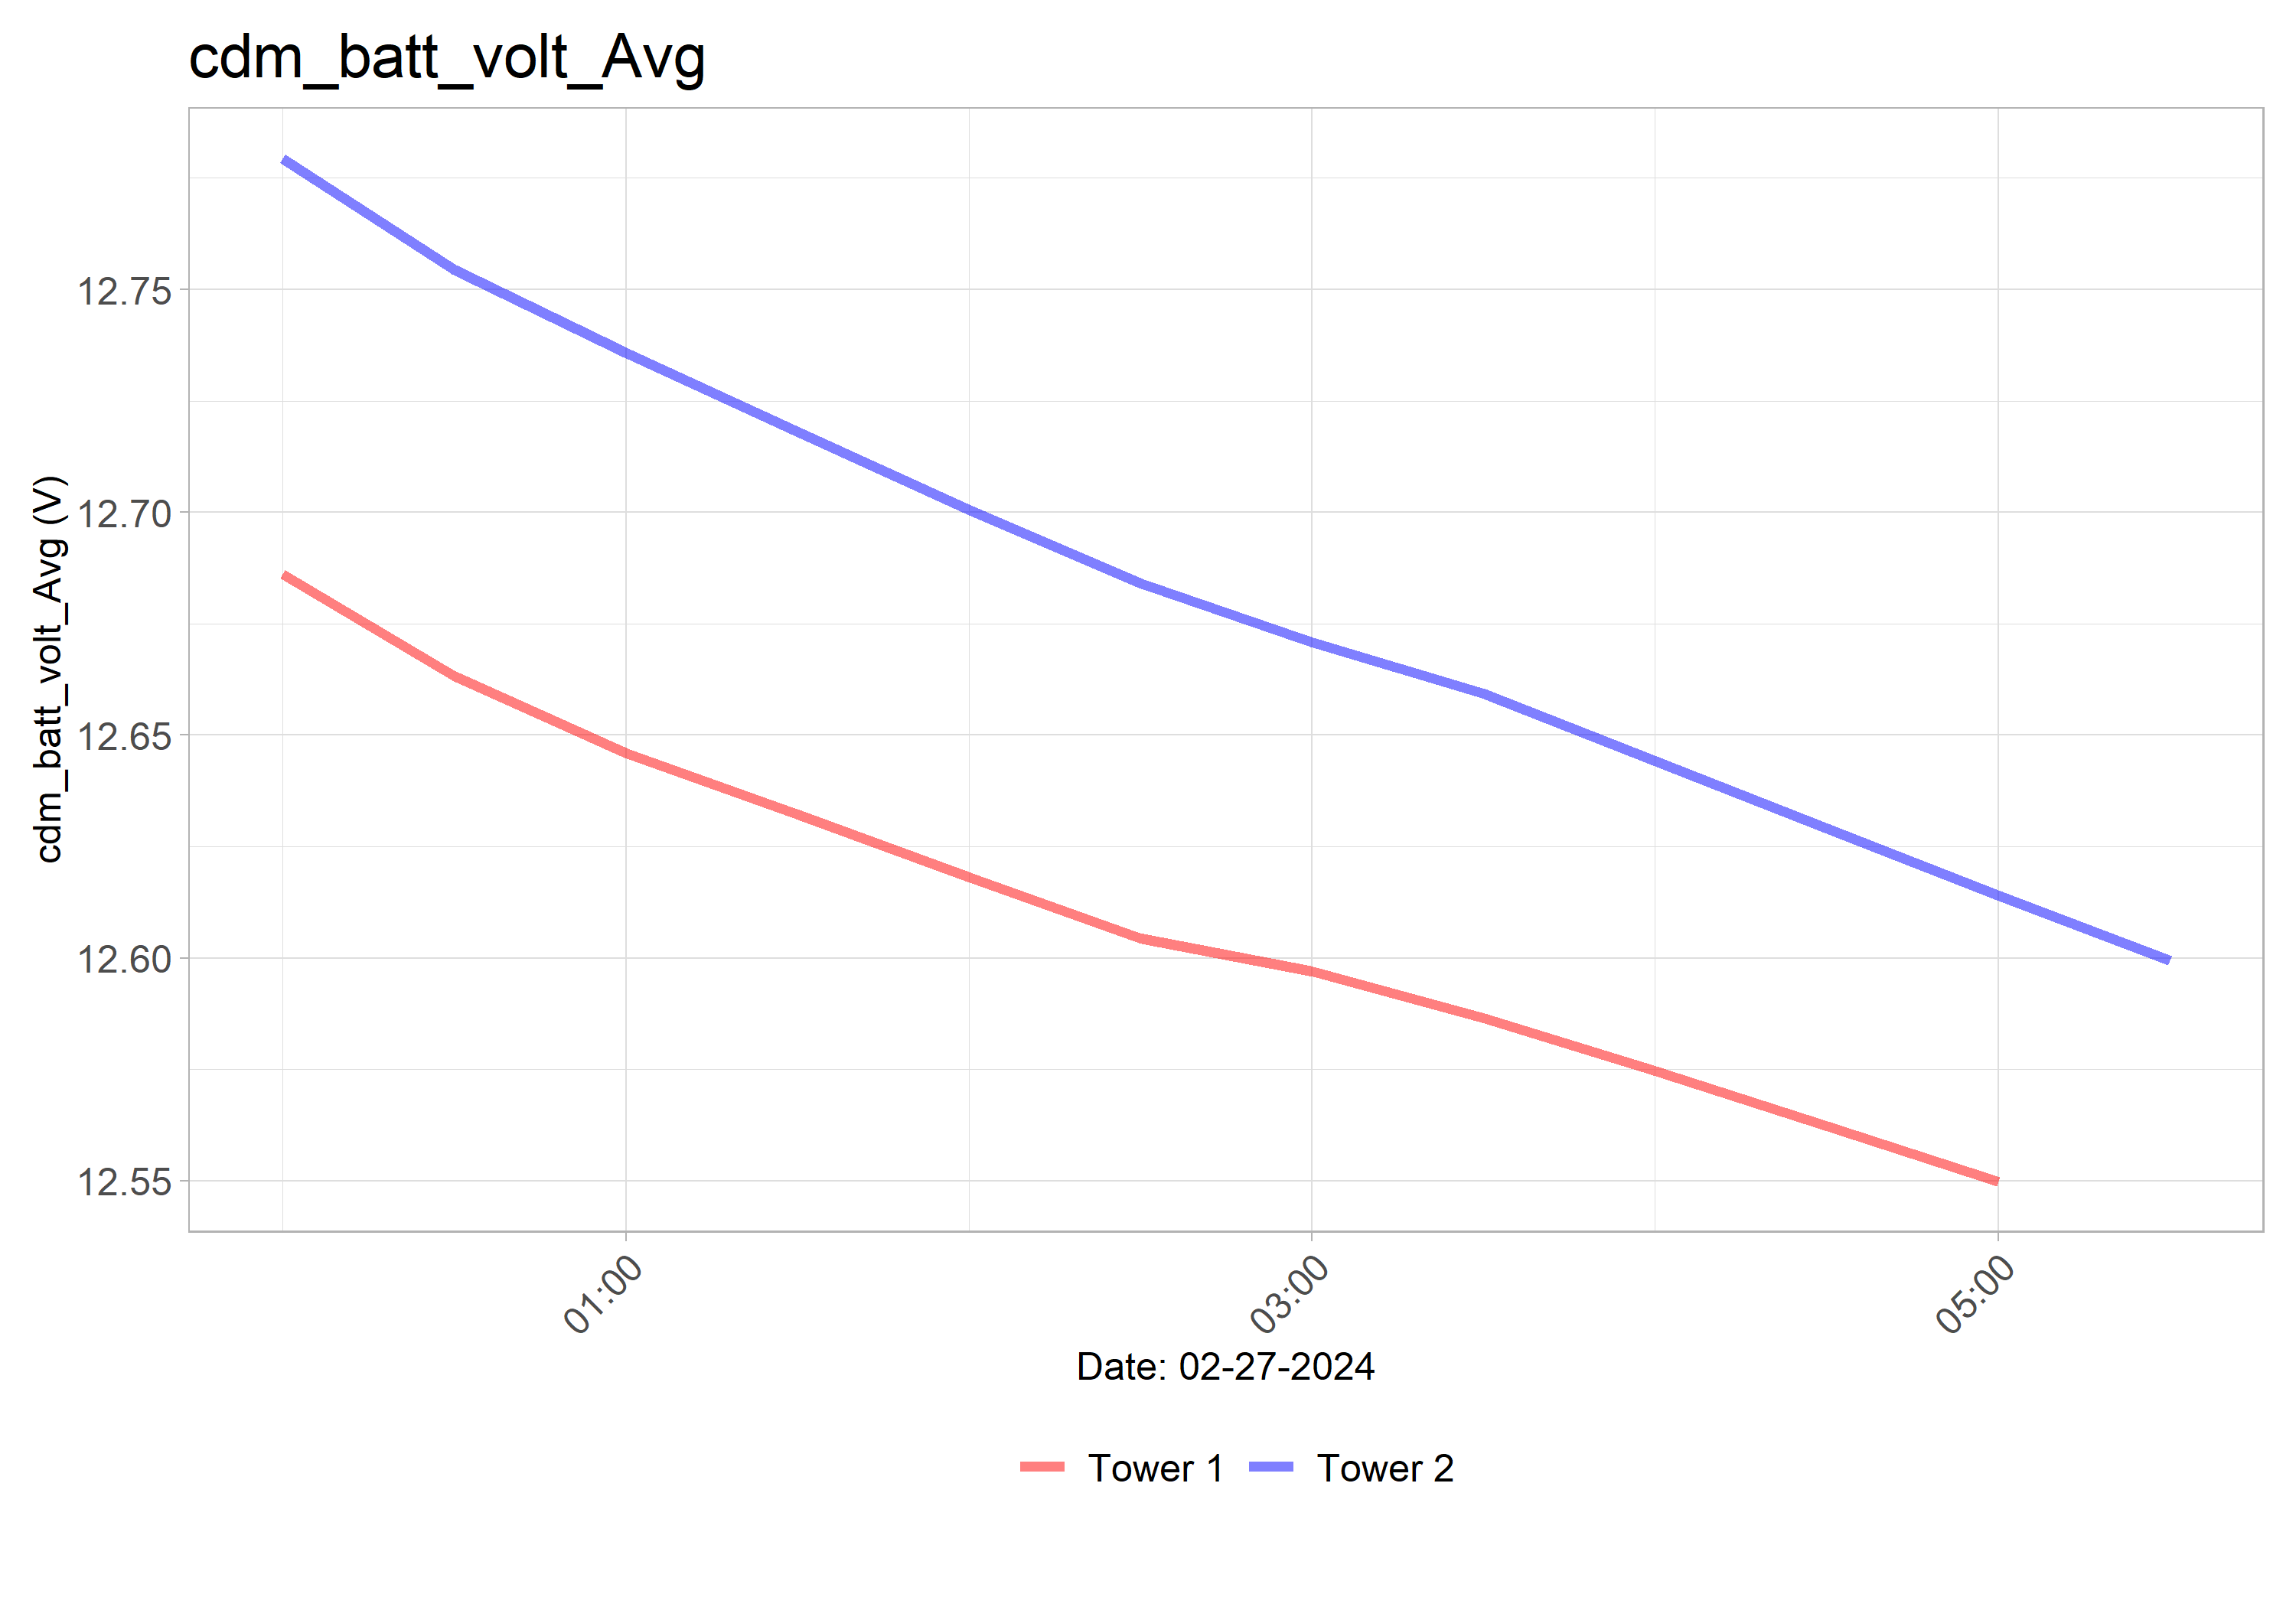 cdm_batt_volt_Avg
cdm_batt_volt_Avg (V)
12.75
12.70
12.65
12.60
12.55
01:00
03:00
05:00
Date: 02-27-2024
Tower 1
Tower 2